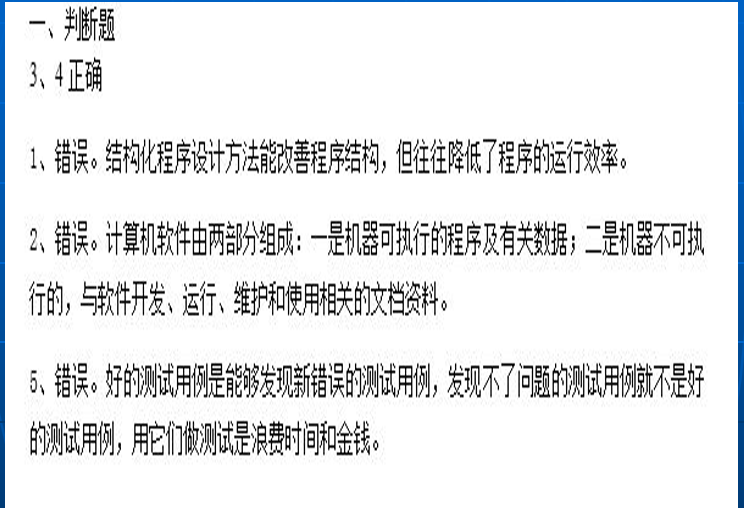 一、判断题
3、4正确
1、错误。结构化程序设计方法能改善程序结构，但往往降低了程序的运行效率。
2、错误。计算机软件由两部分组成：一是机器可执行的程序及有关数据；二是机器不可执
行的，与软件开发、运行、维护和使用相关的文档资料。
5、错误。好的测试用例是能够发现新错误的测试用例，发现不了问题的测试用例就不是好
的测试用例，用它们做测试是浪费时间和金钱。